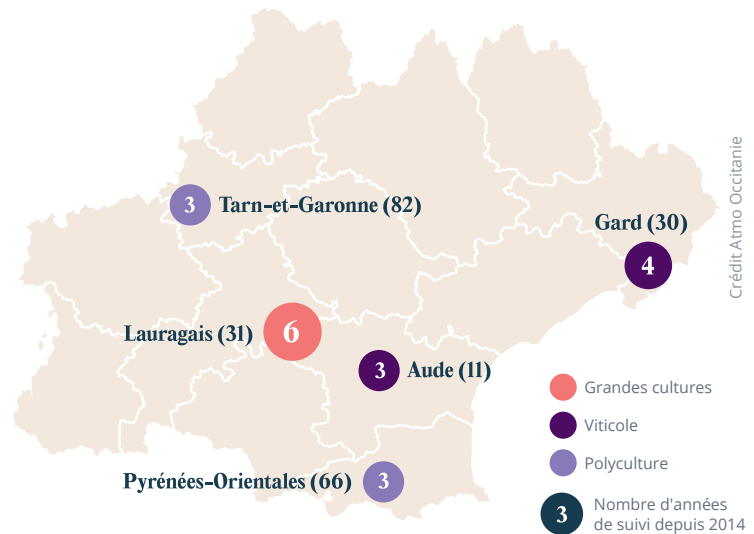 3 Tarn-et-Garonne (82)
Gard (30)
4
Lauragais (31) 6
3 Aude (11)
Pyrénées-Orientales (66) 3
Grandes cultures
Viticole
Polyculture
3 Nombre d'années
de suivi depuis 2014
Crédit Atmo Occitanie